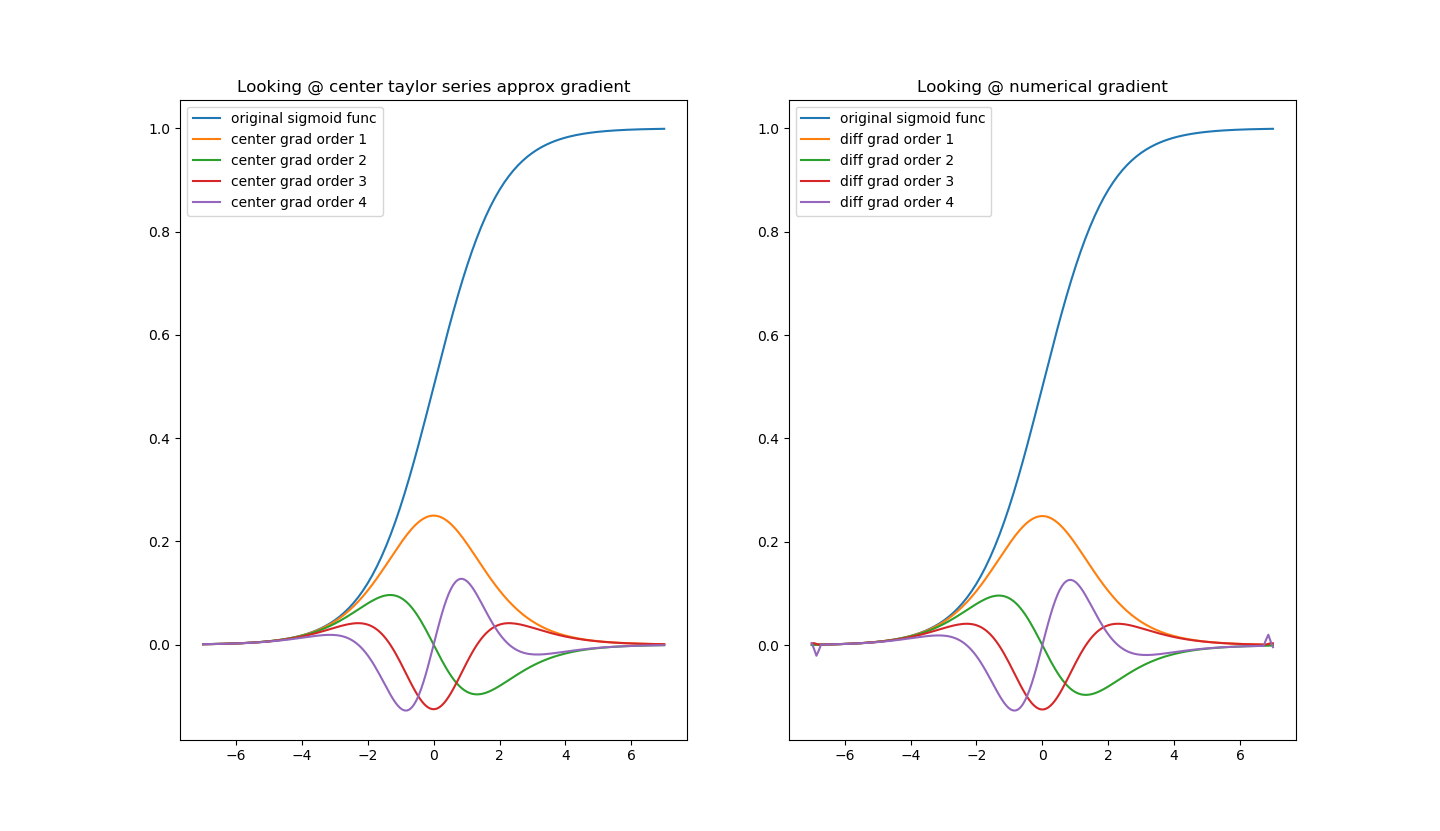 Looking @ center taylor series approx gradient
original sigmoid func
center grad order 1
center grad order 2
center grad order 3
center grad order 4
1.0
0.8
0.6
0.4
0.2
0.0
−6 −4 −2 0 2 4 6
Looking @ numerical gradient
original sigmoid func
diff grad order 1
diff grad order 2
diff grad order 3
diff grad order 4
1.0
0.8
0.6
0.4
0.2
0.0
−6 −4 −2 0 2 4 6